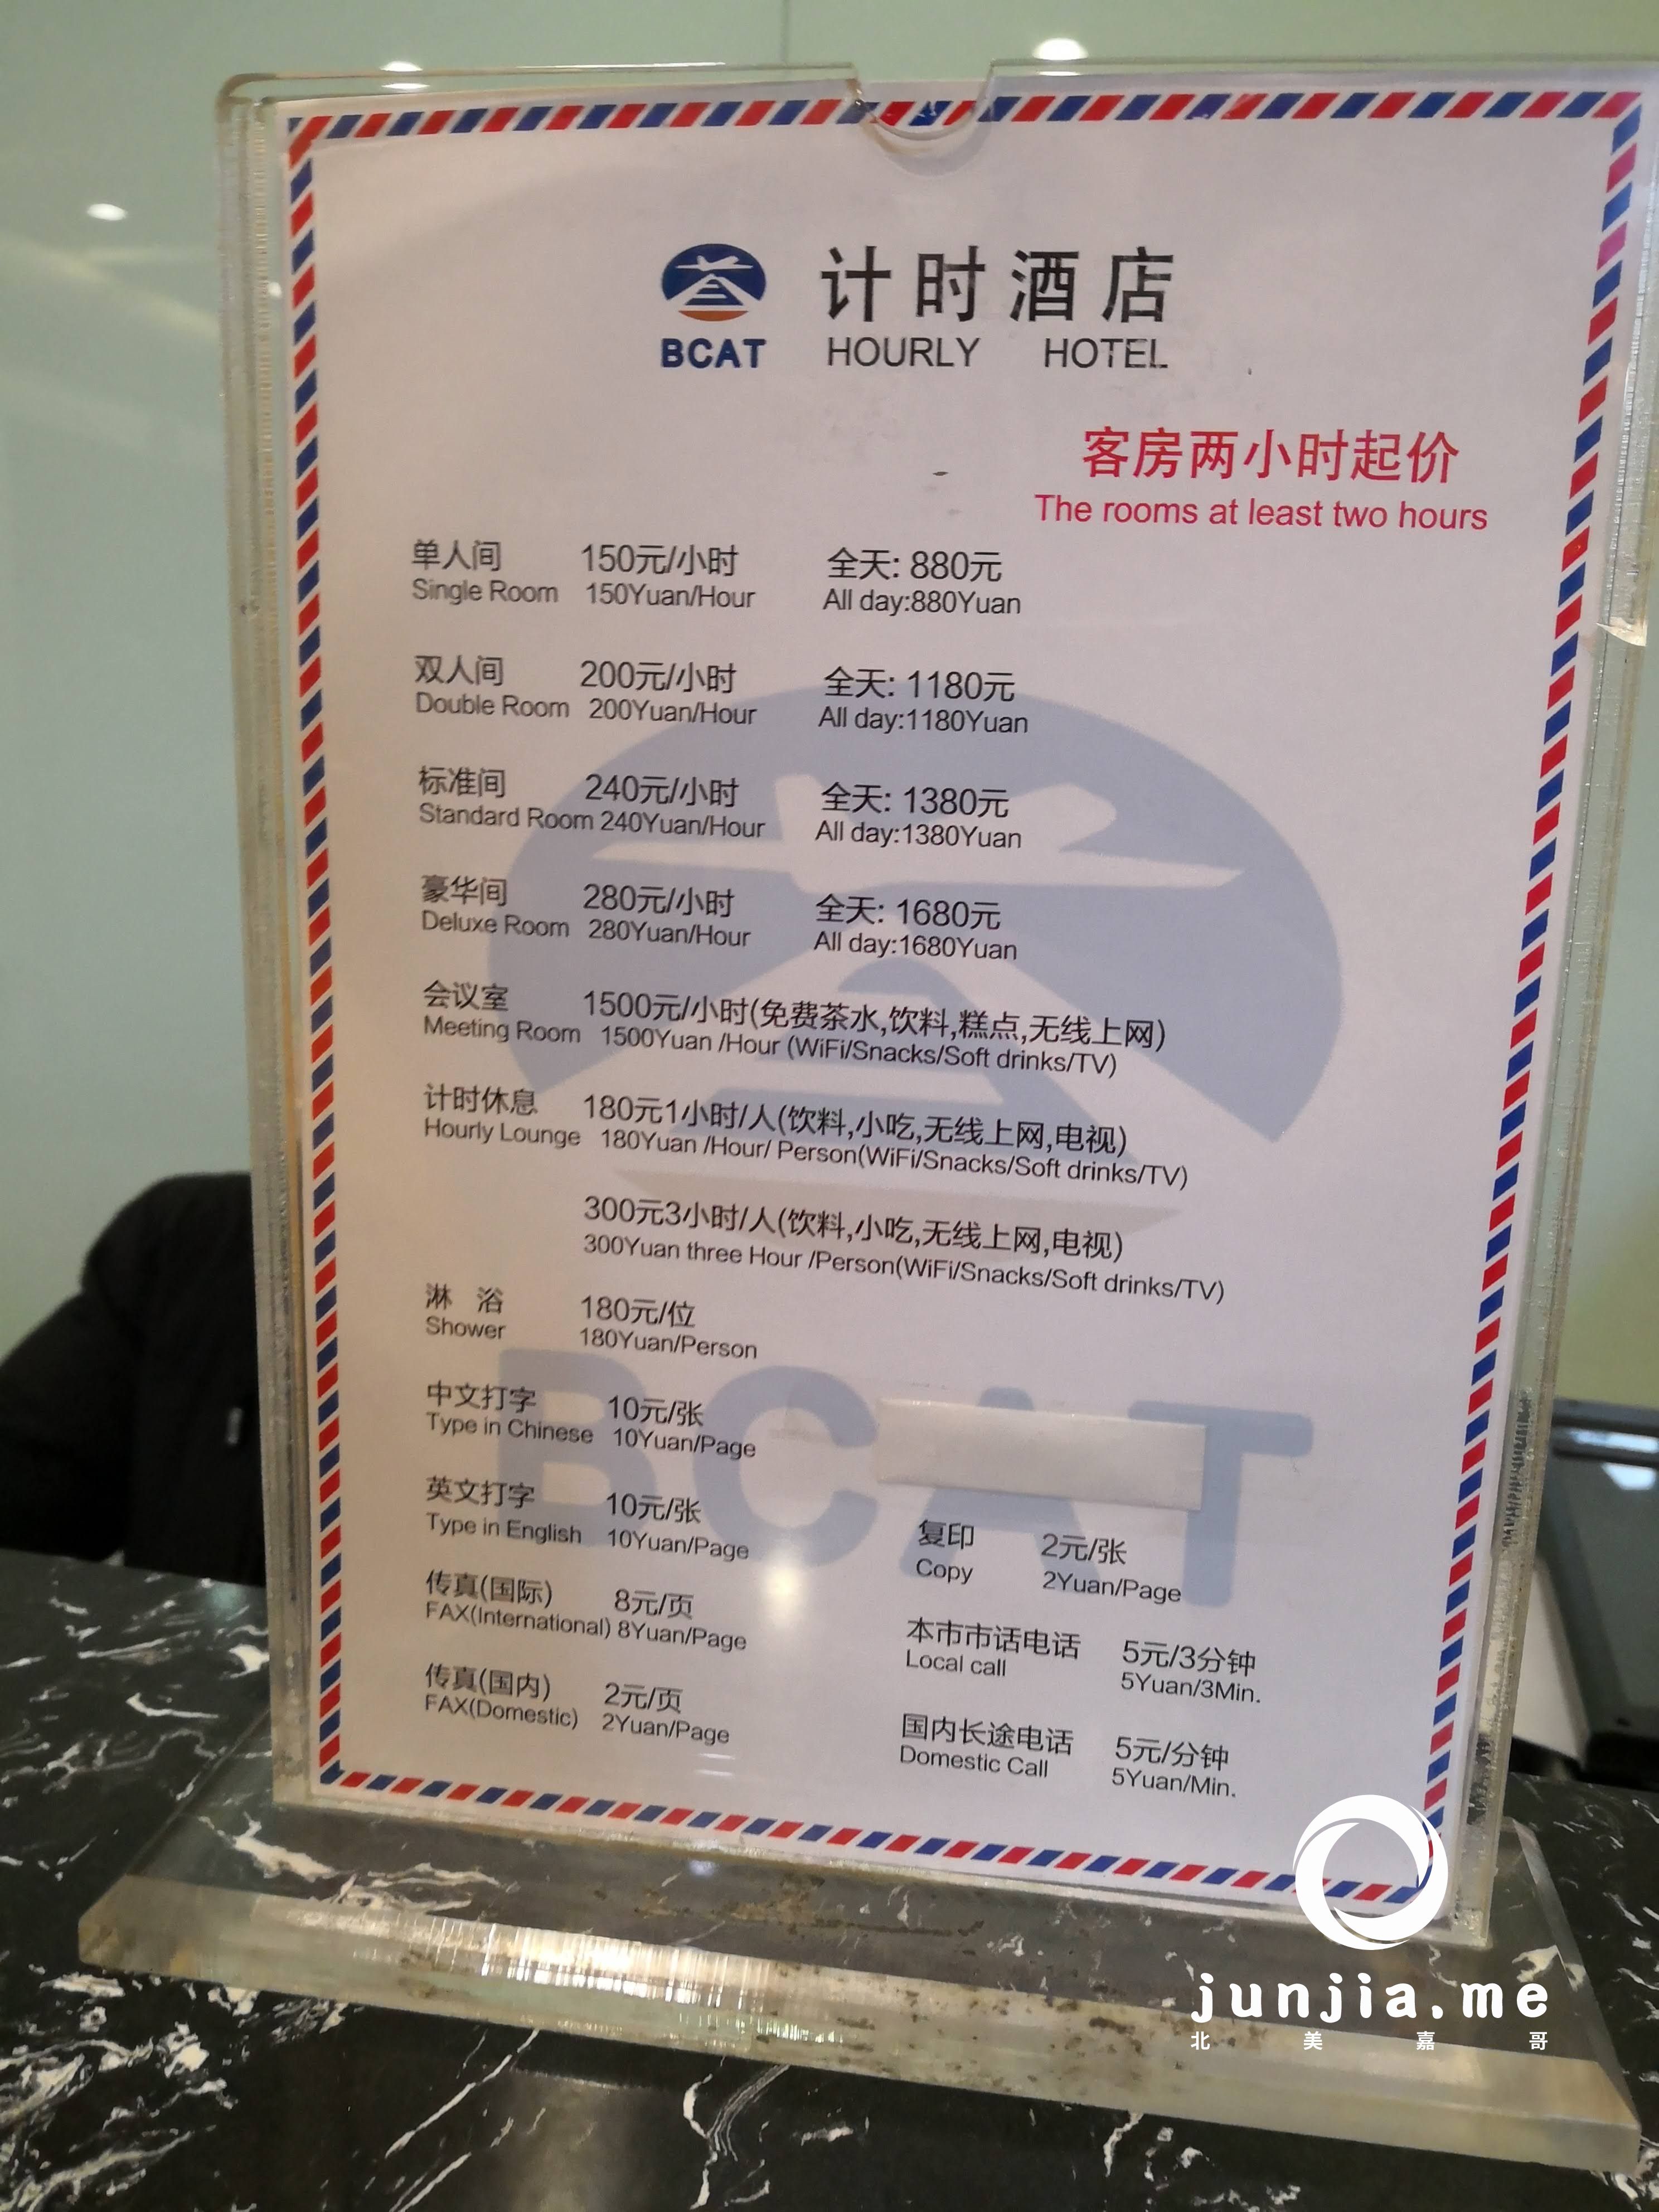 计时酒店
BCAT HOURLY HOTEL
客房两小时起价
The rooms at least two hours
单人间 150元/小时 全天: 880元
Single Room 150Yuan/Hour All day:880Yuan
双人间 200元/小时 全天: 1180元
Double Room 200Yuan/Hour All day:1180Yuan
标准间 240元/小时 全天: 1380元
Standard Room 240Yuan/Hour All day:1380Yuan
豪华间 280元/小时 全天: 1680元
Deluxe Room 280Yuan/Hour All day:1680Yuan
会议室 1500元/小时(免费茶水,饮料,糕点,无线上网)
Meeting Room 1500Yuan /Hour (WiFi/Snacks/Soft drinks/TV)
计时休息 180元1小时/人(饮料,小吃,无线上网,电视)
Hourly Lounge 180Yuan /Hour/ Person(WiFi/Snacks/Soft drinks/TV)
300元3小时/人(饮料,小吃,无线上网,电视)
300Yuan three Hour /Person(WiFi/Snacks/Soft drinks/TV)
淋 浴 180元/位
Shower 180Yuan/Person
BCAT
中文打字 10元/张
Type in Chinese 10Yuan/Page
英文打字 10元/张
Type in English 10Yuan/Page
传真(国际) 8元/页
FAX(International) 8Yuan/Page
传真(国内) 2元/页
FAX(Domestic) 2Yuan/Page
复印 2元/张
Copy 2Yuan/Page
本市市话电话 5元/3分钟
Local call 5Yuan/3Min.
国内长途电话 5元/分钟
Domestic Call 5Yuan/Min.
junjia.me
北美嘉哥